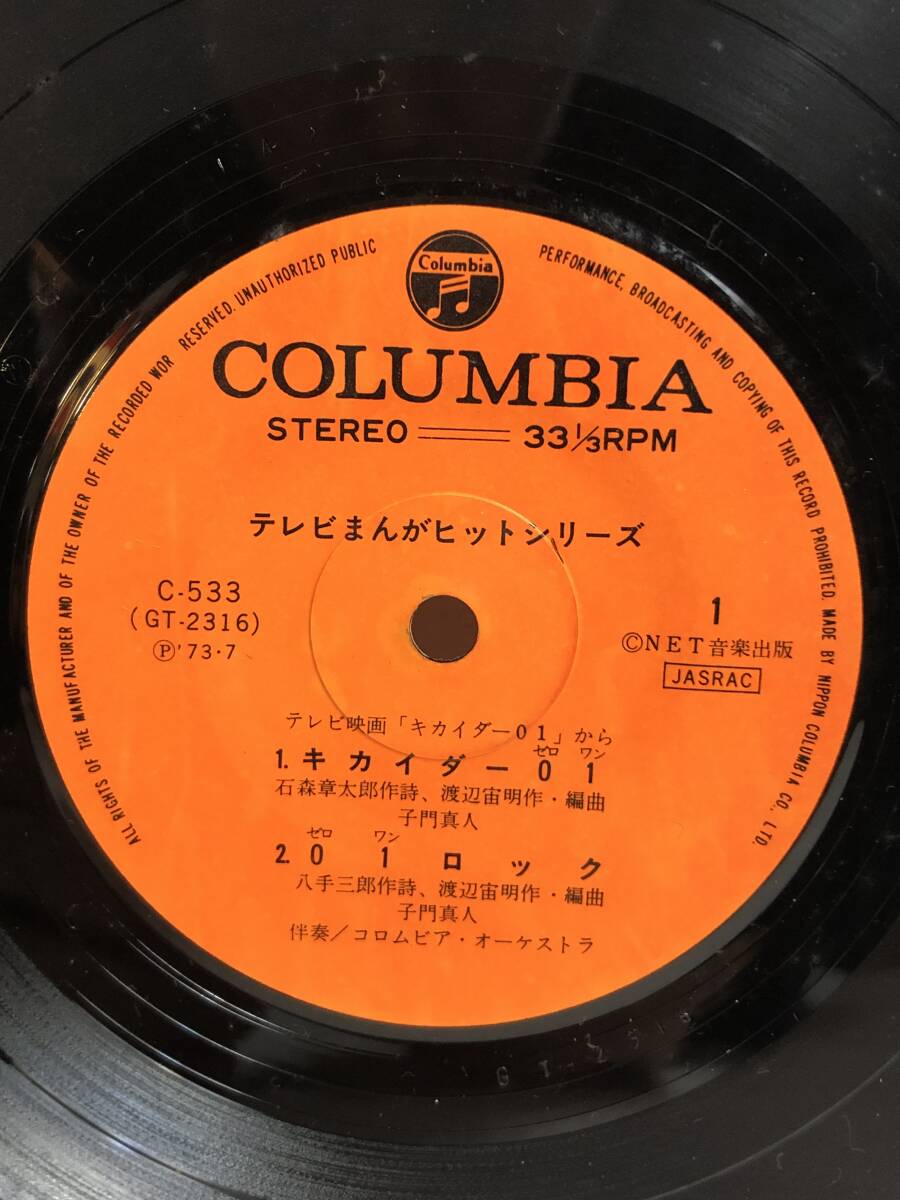 ALL RIGHTS OF THE MANUFACTURER AND OF THE OWNER OF THE RECORDED WOR RESERVED. UNAUTHORIZED PUBLIC PERFORMANCE, BROADCASTING AND COPYING OF THIS RECORD PROHIBITED. MADE BY NIPPON COLUMBIA CO., LTD.
Columbia
COLUMBIA
STEREO 33 1/3 RPM
テレビまんがヒットシリーズ
C-533
(GT-2316)
Ⓟ'73・7
1
©NET音楽出版
JASRAC
テレビ映画「キカイダー01」から
ゼロ ワン
1. キカイダー01
石森章太郎作詩、渡辺宙明作・編曲
子門真人
ゼロ ワン
2. 01ロック
八手三郎作詩、渡辺宙明作・編曲
子門真人
伴奏/コロムビア・オーケストラ